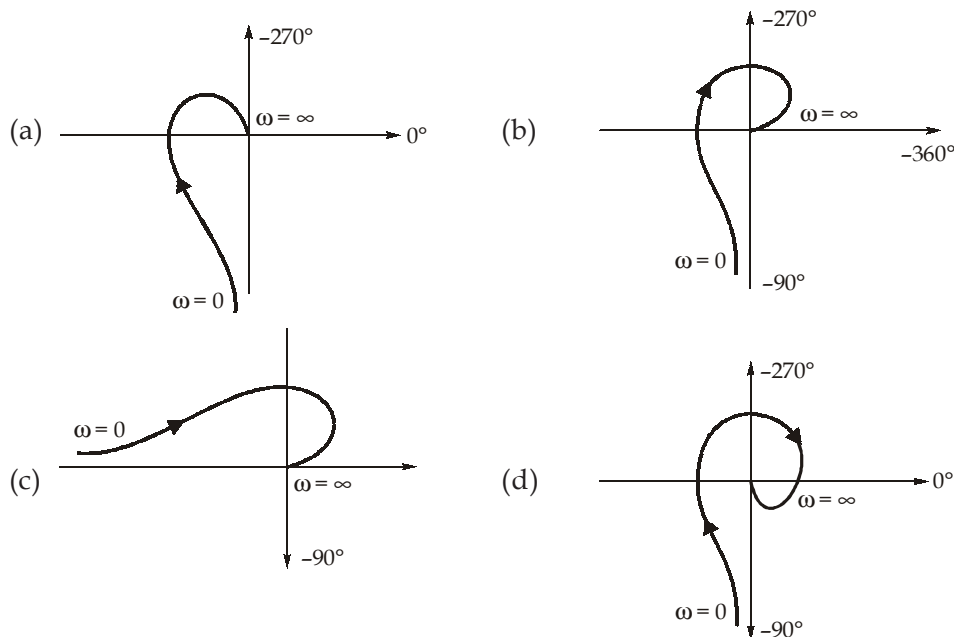 (a)
–270°
ω = ∞
0°
ω = 0
(b)
–270°
ω = ∞
–360°
ω = 0
–90°
(c)
ω = 0
ω = ∞
–90°
(d)
–270°
0°
ω = ∞
ω = 0
–90°